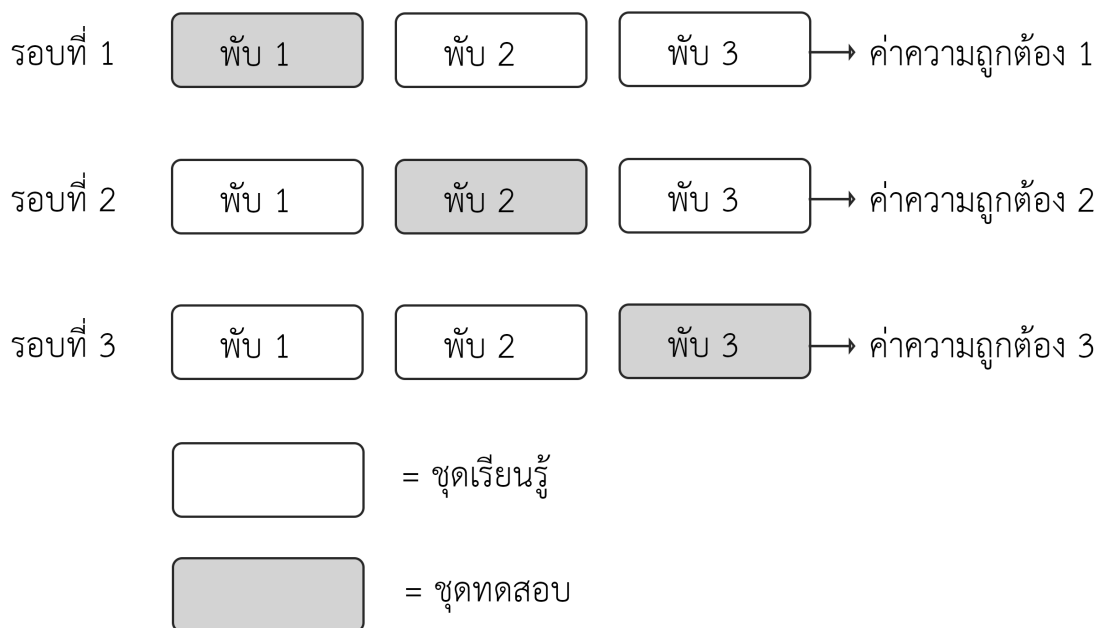 รอบที่ 1 พับ 1 พับ 2 พับ 3 ค่าความถูกต้อง 1
รอบที่ 2 พับ 1 พับ 2 พับ 3 ค่าความถูกต้อง 2
รอบที่ 3 พับ 1 พับ 2 พับ 3 ค่าความถูกต้อง 3
= ชุดเรียนรู้
= ชุดทดสอบ